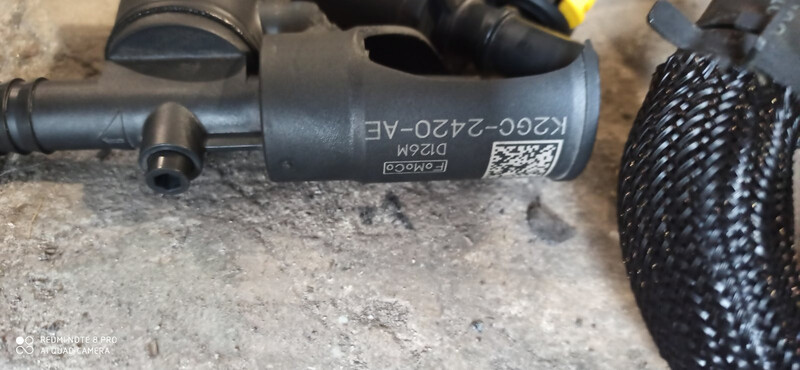 K2GC-2420-AE
D126M
FoMoCo
REDMI NOTE 8 PRO
AI QUAD CAMERA